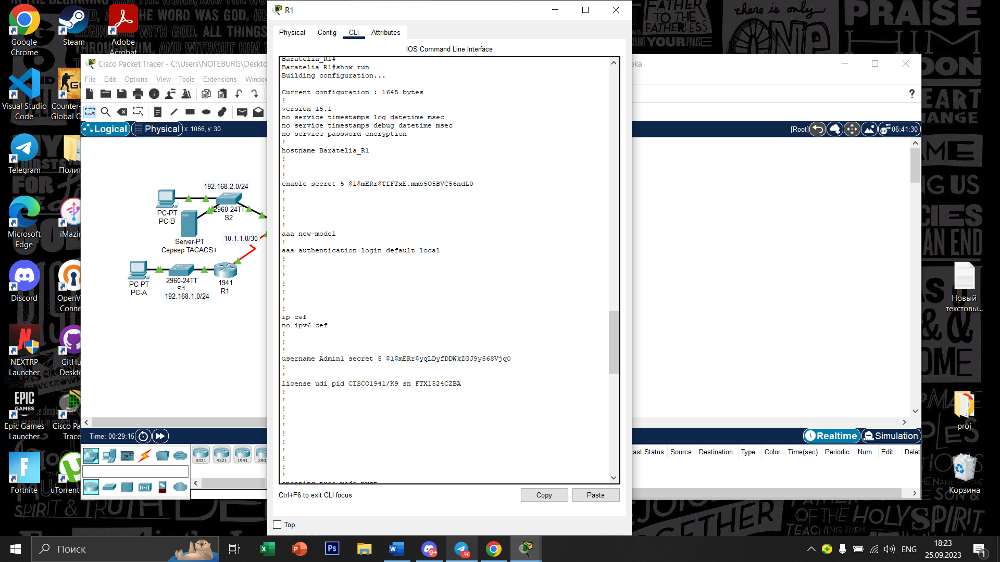 Google
Chrome
Steam
Adobe
Acrobat
Visual Studio
Code
Counter-
Global O
Telegram
Полит
Microsoft
Edge
iMazin
Discord
OpenV
Conne
NEXTRP
Launcher
GitHu
Deskto
Epic Games
Launcher
Cisco Pa
Trace
Fortnite
uTorrent
Cisco Packet Tracer - C:\Users\NOTEBURG\Deskto
File Edit Options View Tools Extensions Window
Logical Physical x: 1066, y: 30
192.168.2.0/24
PC-PT
PC-B
2960-24TT
S2
10.1.1.0/30
Server-PT
Сервер TACACS+
PC-PT
PC-A
2960-24TT
S1
1941
R1
192.168.1.0/24
Time: 00:29:15
4331 4321 1941 290
R1
Physical Config CLI Attributes
IOS Command Line Interface
Baratelia_R1#
Baratelia_R1#show run
Building configuration...
Current configuration : 1645 bytes
!
version 15.1
no service timestamps log datetime msec
no service timestamps debug datetime msec
no service password-encryption
!
hostname Baratelia_R1
!
!
!
enable secret 5 $1$mERr$TfFTxE.mmb5O5BVC56ndL0
!
!
!
!
!
aaa new-model
!
aaa authentication login default local
!
!
!
!
!
!
!
ip cef
no ipv6 cef
!
!
!
username Admin1 secret 5 $1$mERr$yqLDyfDDWkZGJ9y568Vjq0
!
!
license udi pid CISCO1941/K9 sn FTX1524CZBA
!
!
!
!
!
!
!
!
!
!
!
spanning-tree mode pvst
Ctrl+F6 to exit CLI focus
Copy Paste
Top
[Root] 06:41:30
Realtime Simulation
Last Status Source Destination Type Color Time(sec) Periodic Num Edit Delet
Новый
текстовы...
proj
Корзина
Поиск
ENG
18:23
25.09.2023
1